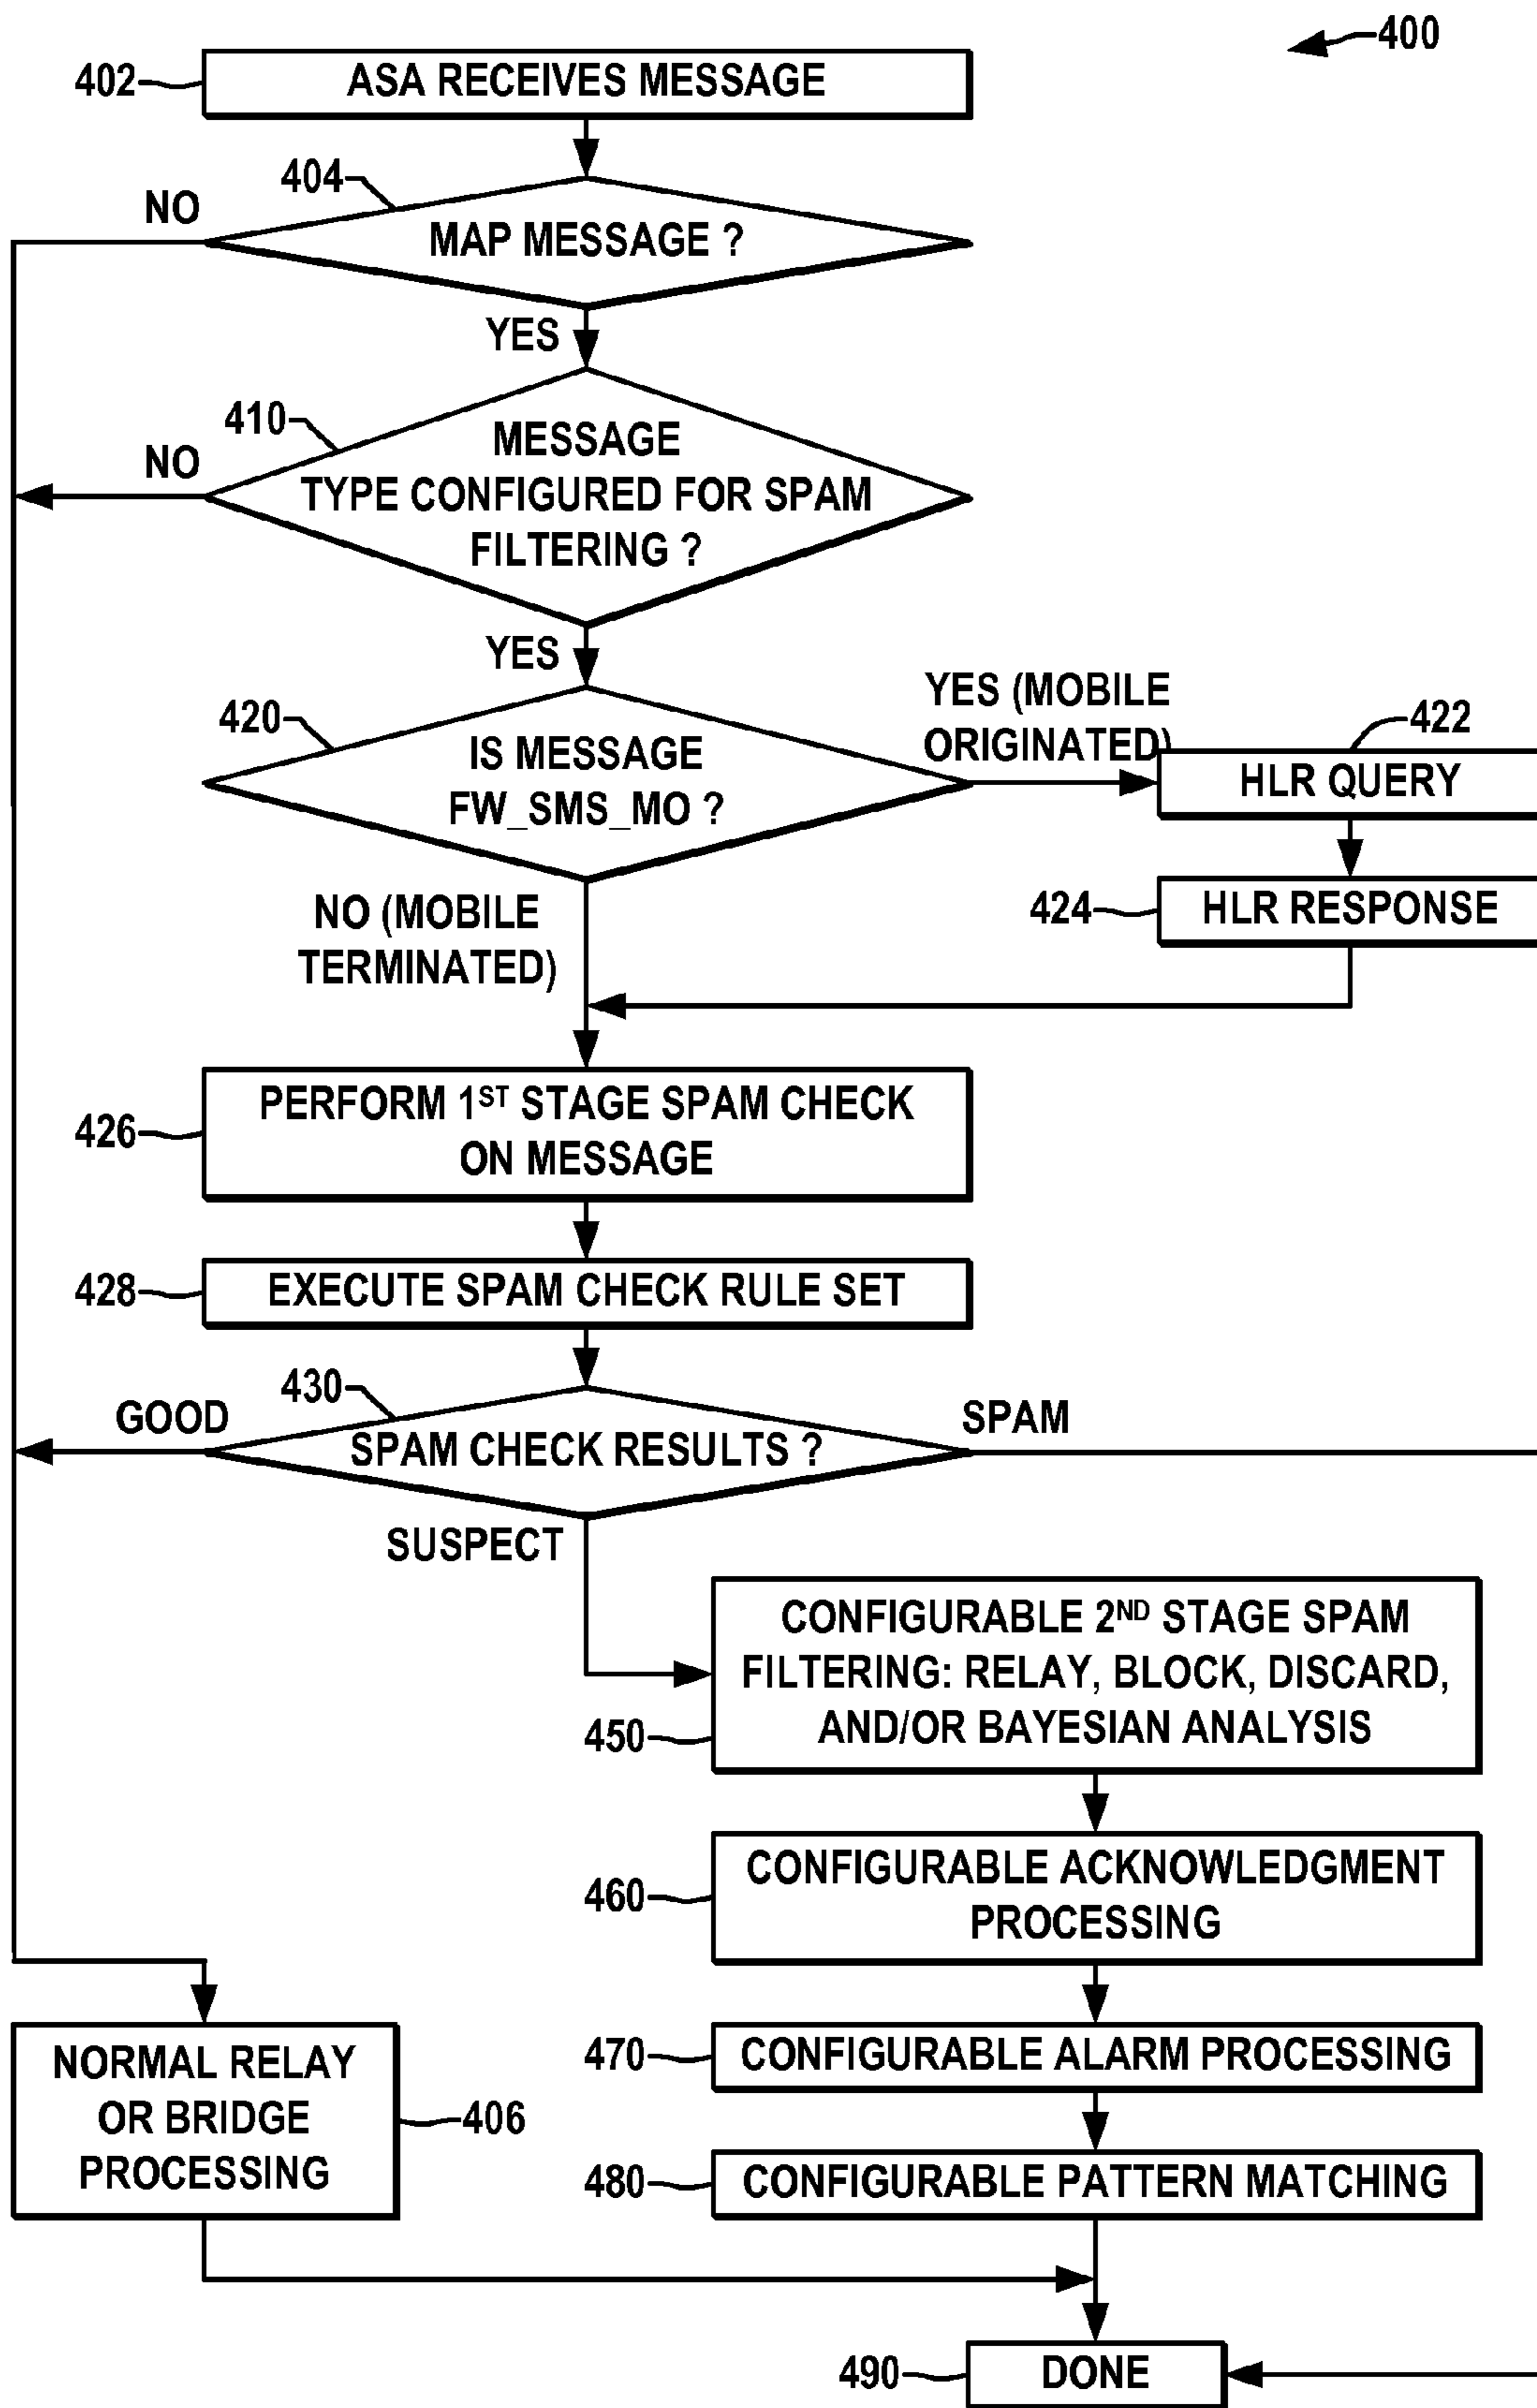 400
402
ASA RECEIVES MESSAGE
404
NO
MAP MESSAGE ?
YES
410
NO
MESSAGE
TYPE CONFIGURED FOR SPAM
FILTERING ?
YES
420
IS MESSAGE
FW_SMS_MO ?
YES (MOBILE
ORIGINATED)
422
HLR QUERY
424
HLR RESPONSE
NO (MOBILE
TERMINATED)
426
PERFORM 1ST STAGE SPAM CHECK
ON MESSAGE
428
EXECUTE SPAM CHECK RULE SET
430
GOOD
SPAM CHECK RESULTS ?
SPAM
SUSPECT
450
CONFIGURABLE 2ND STAGE SPAM
FILTERING: RELAY, BLOCK, DISCARD,
AND/OR BAYESIAN ANALYSIS
460
CONFIGURABLE ACKNOWLEDGMENT
PROCESSING
470
CONFIGURABLE ALARM PROCESSING
480
CONFIGURABLE PATTERN MATCHING
NORMAL RELAY
OR BRIDGE
PROCESSING
406
490
DONE